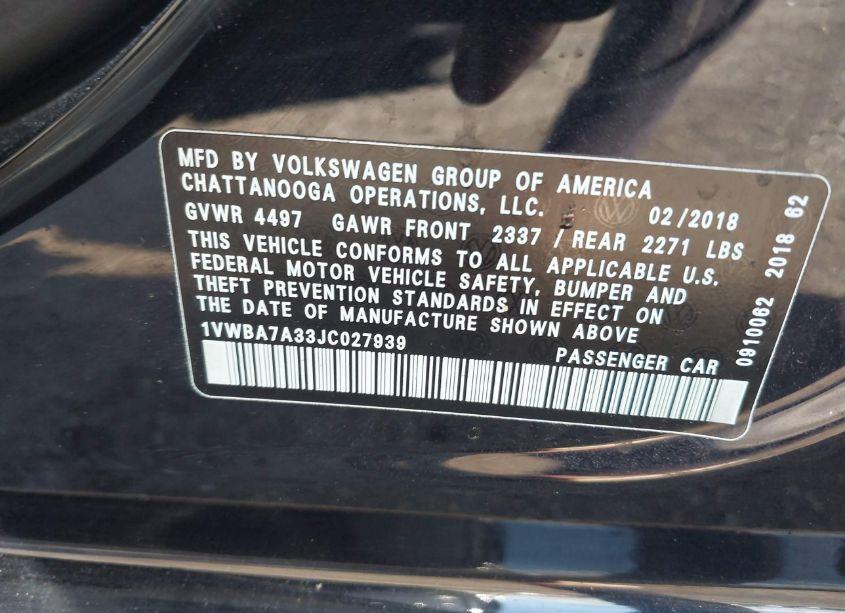 MFD BY VOLKSWAGEN GROUP OF AMERICA
CHATTANOOGA OPERATIONS, LLC. 02/2018
GVWR 4497 GAWR FRONT 2337 / REAR 2271 LBS
THIS VEHICLE CONFORMS TO ALL APPLICABLE U.S.
FEDERAL MOTOR VEHICLE SAFETY, BUMPER AND
THEFT PREVENTION STANDARDS IN EFFECT ON
THE DATE OF MANUFACTURE SHOWN ABOVE
1VWBA7A33JC027939 PASSENGER CAR
0910062 2018 62